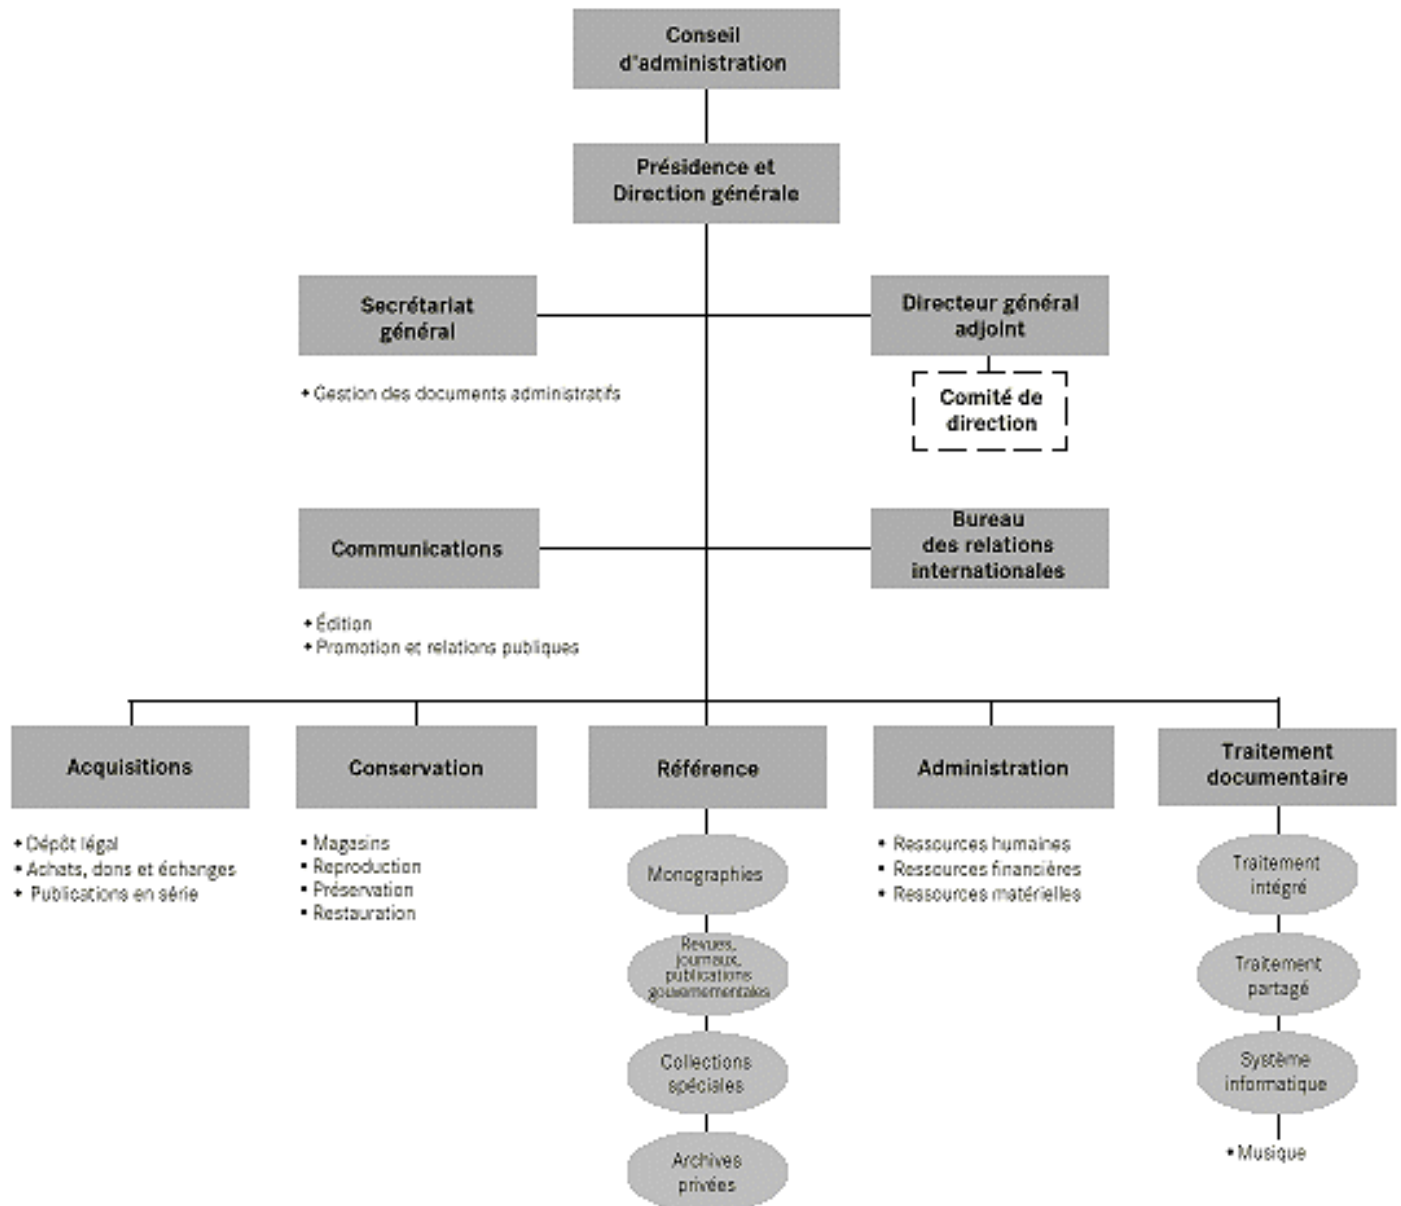 Conseil
d'administration
Présidence et
Direction générale
Secrétariat
général
Directeur général
adjoint
• Gestion des documents administratifs
Comité de
direction
Communications
Bureau
des relations
internationales
• Édition
• Promotion et relations publiques
Acquisitions
• Dépôt légal
• Achats, dons et échanges
• Publications en série
Conservation
• Magasins
• Reproduction
• Préservation
• Restauration
Référence
Monographies
Revues,
journaux,
publications
gouvernementales
Collections
spéciales
Archives
privées
Administration
• Ressources humaines
• Ressources financières
• Ressources matérielles
Traitement
documentaire
Traitement
intégré
Traitement
partagé
Système
informatique
• Musique